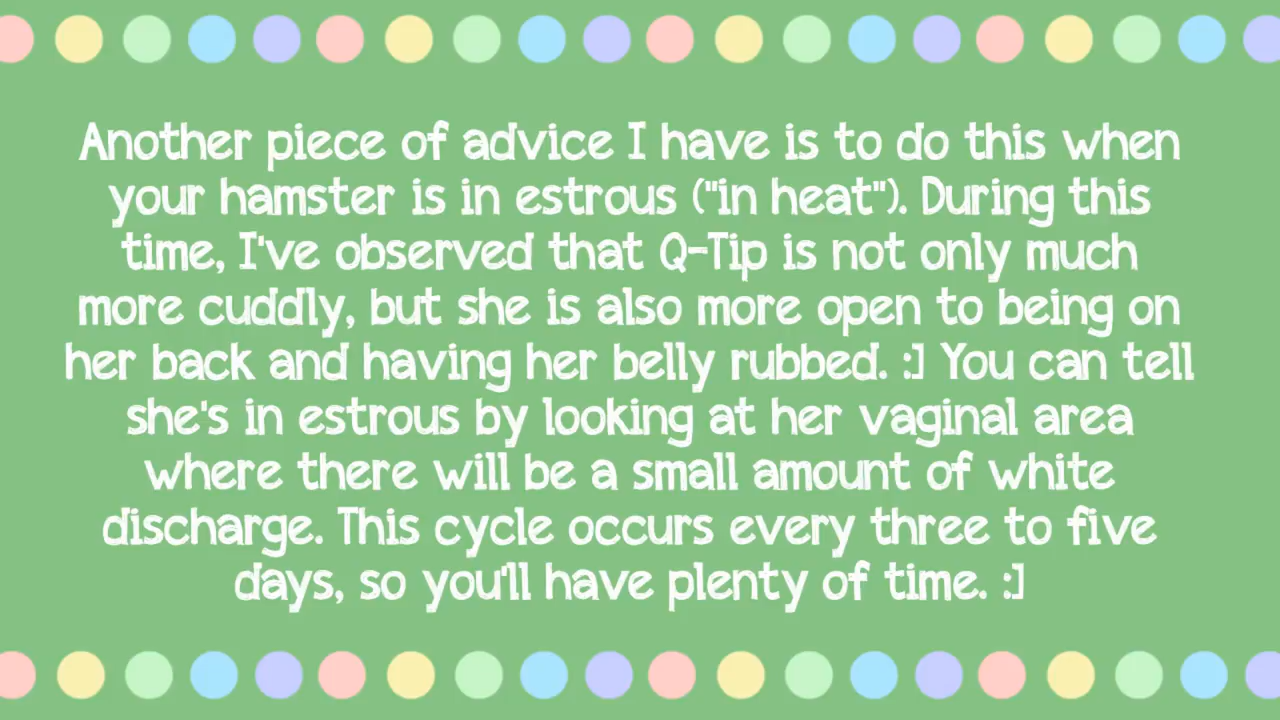 Another piece of advice I have is to do this when
your hamster is in estrous ("in heat"). During this
time, I've observed that Q-Tip is not only much
more cuddly, but she is also more open to being on
her back and having her belly rubbed. :] You can tell
she's in estrous by looking at her vaginal area
where there will be a small amount of white
discharge. This cycle occurs every three to five
days, so you'll have plenty of time. :]